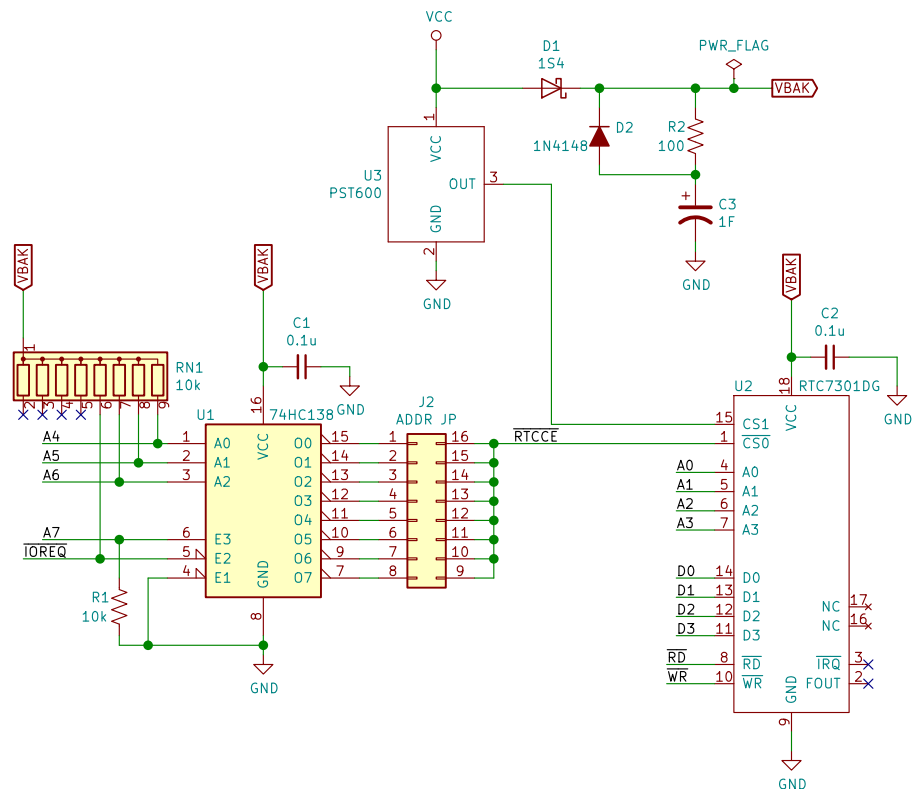 VCC
D1
1S4
PWR_FLAG
VBAK
1
VCC
U3
PST600
OUT
3
GND
2
GND
D2
1N4148
R2
100
+
C3
1F
GND
VBAK
VBAK
VBAK
1
RN1
10k
2 3 4 5 6 7 8 9
C1
0.1u
GND
C2
0.1u
GND
U1
74HC138
16
VCC
A4 1 A0
A5 2 A1
A6 3 A2
A7 6 E3
IOREQ 5 E2
4 E1
O0 15
O1 14
O2 13
O3 12
O4 11
O5 10
O6 9
O7 7
GND
8
GND
R1
10k
J2
ADDR JP
1 16
2 15
3 14
4 13
5 12
6 11
7 10
8 9
RTCCE
U2
RTC7301DG
18
VCC
15 CS1
1 CS0
A0 4 A0
A1 5 A1
A2 6 A2
A3 7 A3
D0 14 D0
D1 13 D1
D2 12 D2
D3 11 D3
RD 8 RD
WR 10 WR
NC 17
NC 16
IRQ 3
FOUT 2
GND
9
GND